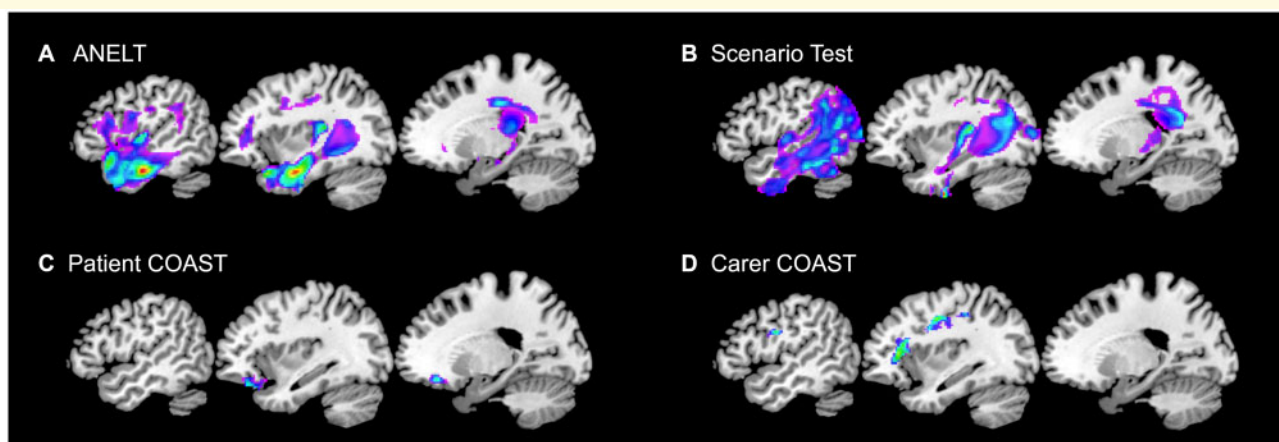 A ANELT
B Scenario Test
C Patient COAST
D Carer COAST